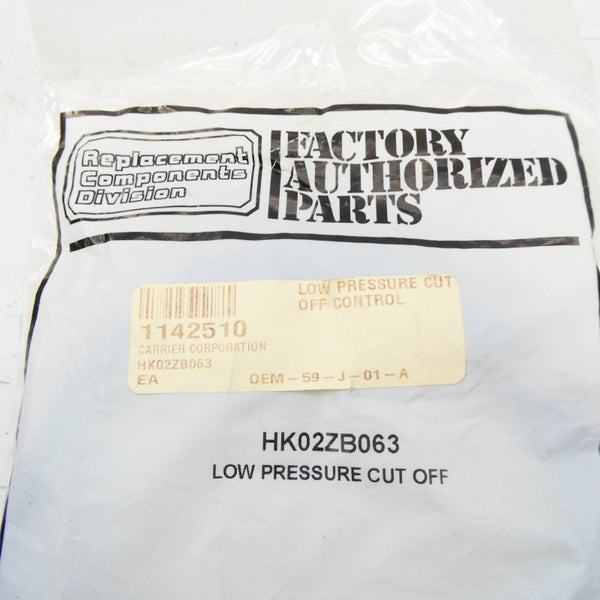 Replacement
Components
Division
FACTORY
AUTHORIZED
PARTS
LOW PRESSURE CUT
OFF CONTROL
1142510
CARRIER CORPORATION
HK02ZB063
EA
OEM-59-J-01-A
HK02ZB063
LOW PRESSURE CUT OFF